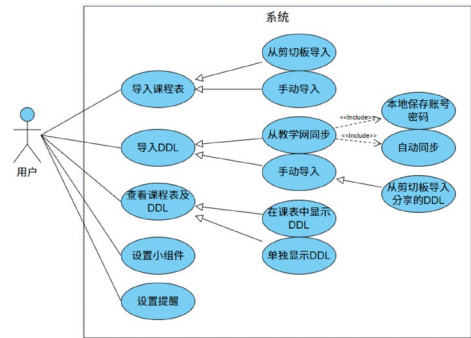 系统
从剪切板导入
导入课程表
手动导入
本地保存账号
密码
<<Include>>
从教学网同步
<<Include>>
导入DDL
自动同步
用户
手动导入
从剪切板导入
分享的DDL
查看课程表及
DDL
在课表中显示
DDL
设置小组件
单独显示DDL
设置提醒